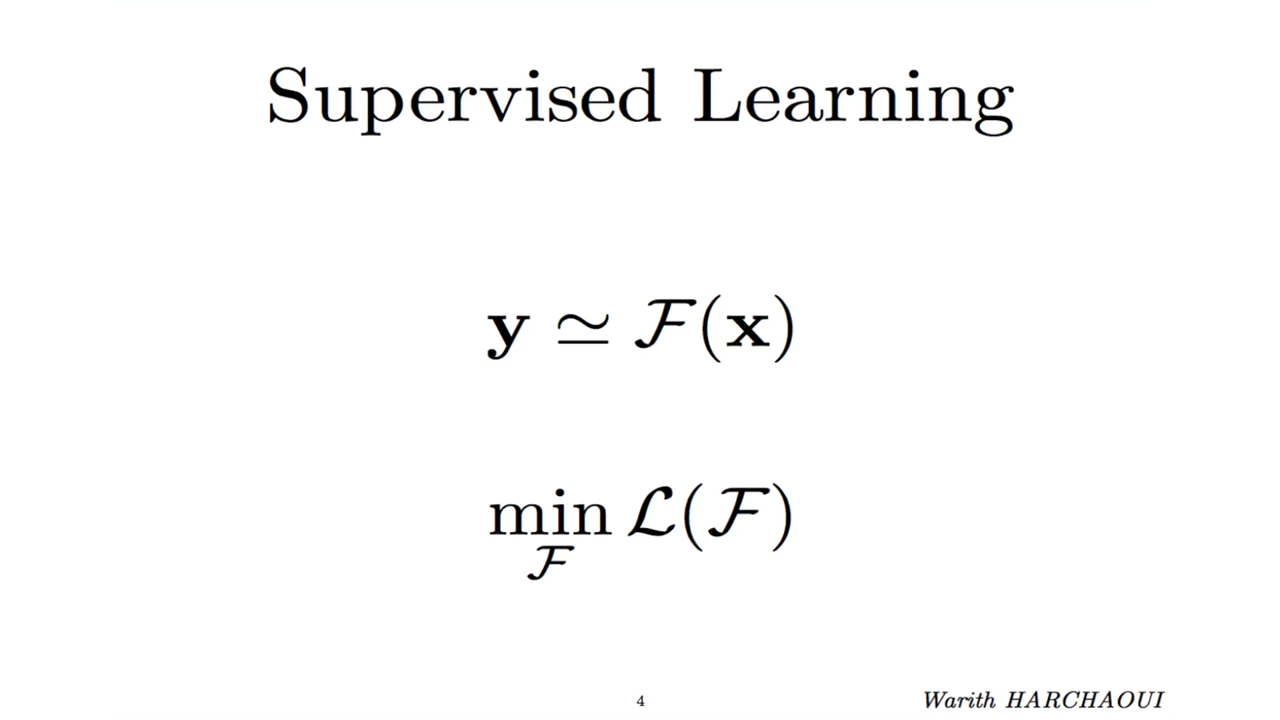 Supervised Learning
y ≃ ℱ(x)
min ℒ(ℱ)
ℱ
4
Warith HARCHAOUI